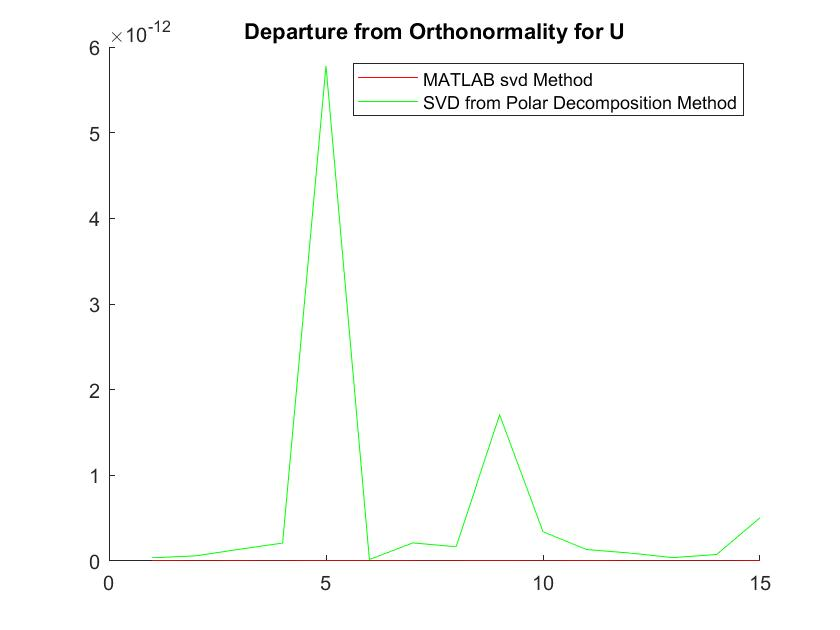 Departure from Orthonormality for U
×10-12
MATLAB svd Method
SVD from Polar Decomposition Method
6
5
4
3
2
1
0
0 5 10 15